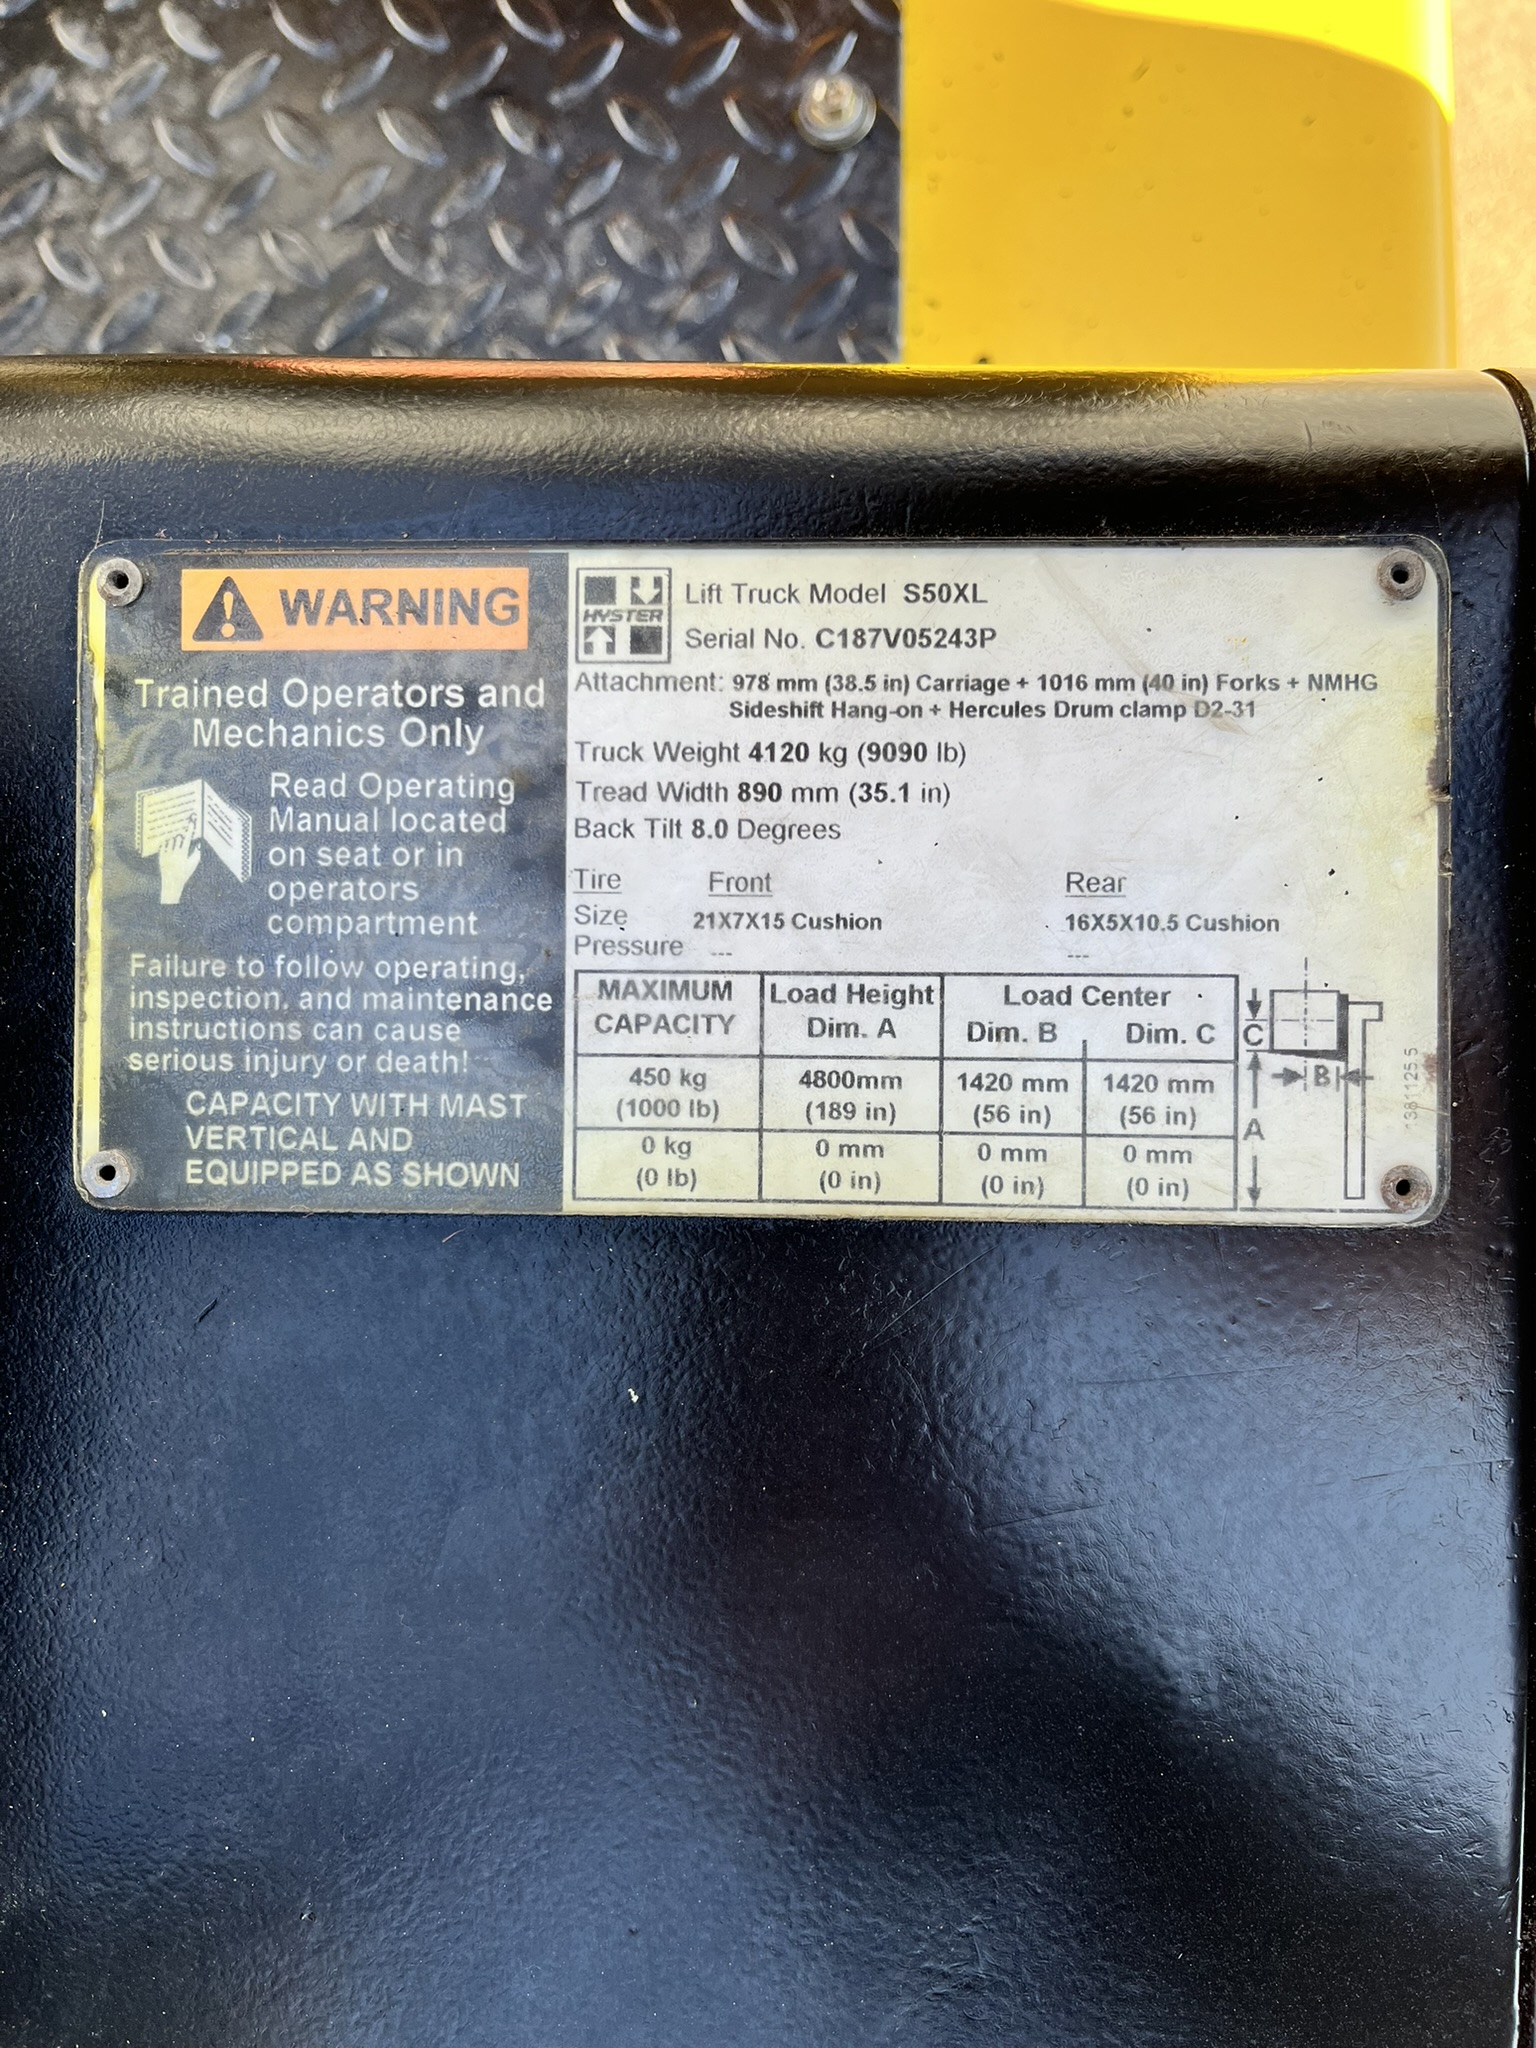 WARNING
Trained Operators and
Mechanics Only
Read Operating
Manual located
on seat or in
operators
compartment
Failure to follow operating,
inspection, and maintenance
instructions can cause
serious injury or death!
CAPACITY WITH MAST
VERTICAL AND
EQUIPPED AS SHOWN
HYSTER
Lift Truck Model S50XL
Serial No. C187V05243P
Attachment: 978 mm (38.5 in) Carriage + 1016 mm (40 in) Forks + NMHG
Sideshift Hang-on + Hercules Drum clamp D2-31
Truck Weight 4120 kg (9090 lb)
Tread Width 890 mm (35.1 in)
Back Tilt 8.0 Degrees
Tire Front Rear
Size 21X7X15 Cushion 16X5X10.5 Cushion
Pressure --- ---
MAXIMUM Load Height Load Center
CAPACITY Dim. A Dim. B Dim. C
450 kg 4800mm 1420 mm 1420 mm
(1000 lb) (189 in) (56 in) (56 in)
0 kg 0 mm 0 mm 0 mm
(0 lb) (0 in) (0 in) (0 in)
C
B
A